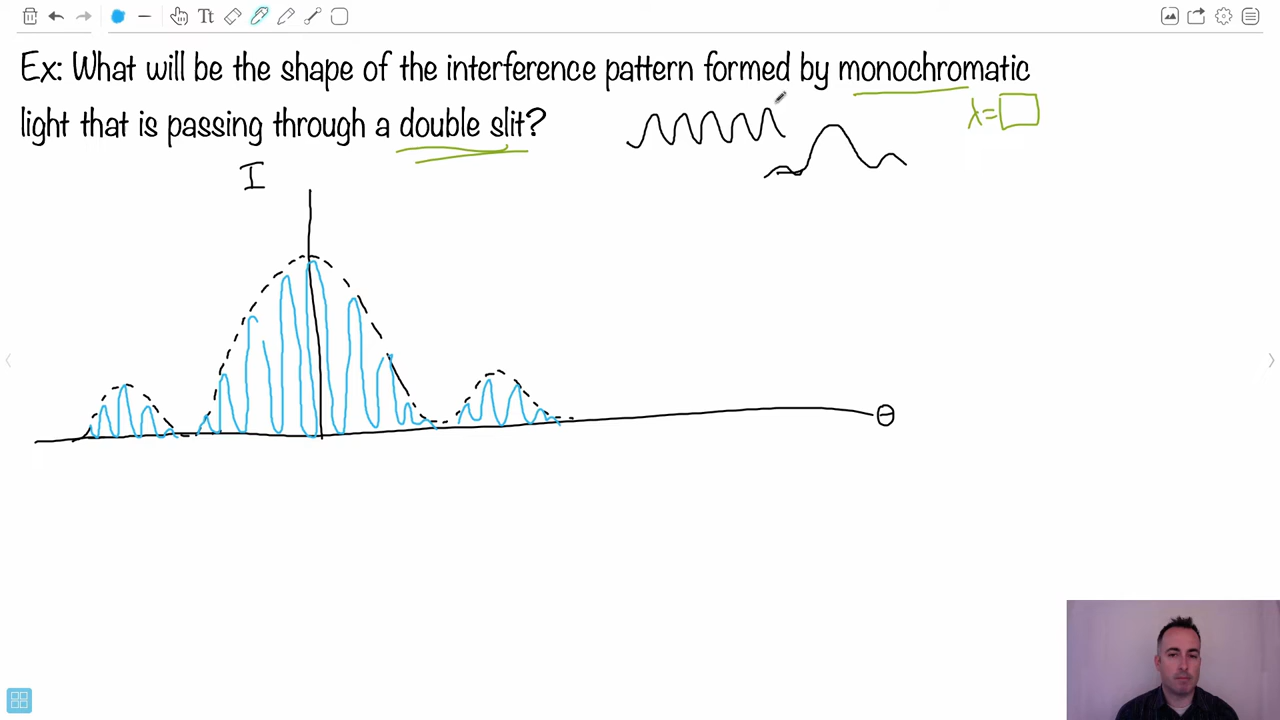 Tt
Ex: What will be the shape of the interference pattern formed by monochromatic
light that is passing through a double slit?
λ=
I
θ